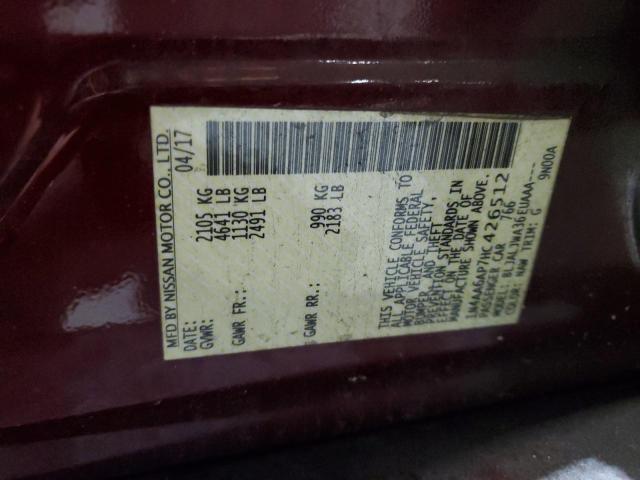 MFD BY NISSAN MOTOR CO., LTD.
DATE: 04/17
GVWR: 2105 KG
4641 LB
GAWR FR: 1130 KG
2491 LB
GAWR RR: 990 KG
2183 LB
THIS VEHICLE CONFORMS TO
ALL APPLICABLE FEDERAL
MOTOR VEHICLE SAFETY,
BUMPER, AND THEFT
PREVENTION STANDARDS IN
EFFECT ON THE DATE OF
MANUFACTURE SHOWN ABOVE.
1N4AA6AP7HC426512
PASSENGER CAR 766
MODEL: BLJALJWA36EUAAA---
COLOR: NAW TRIM: G 9N00A